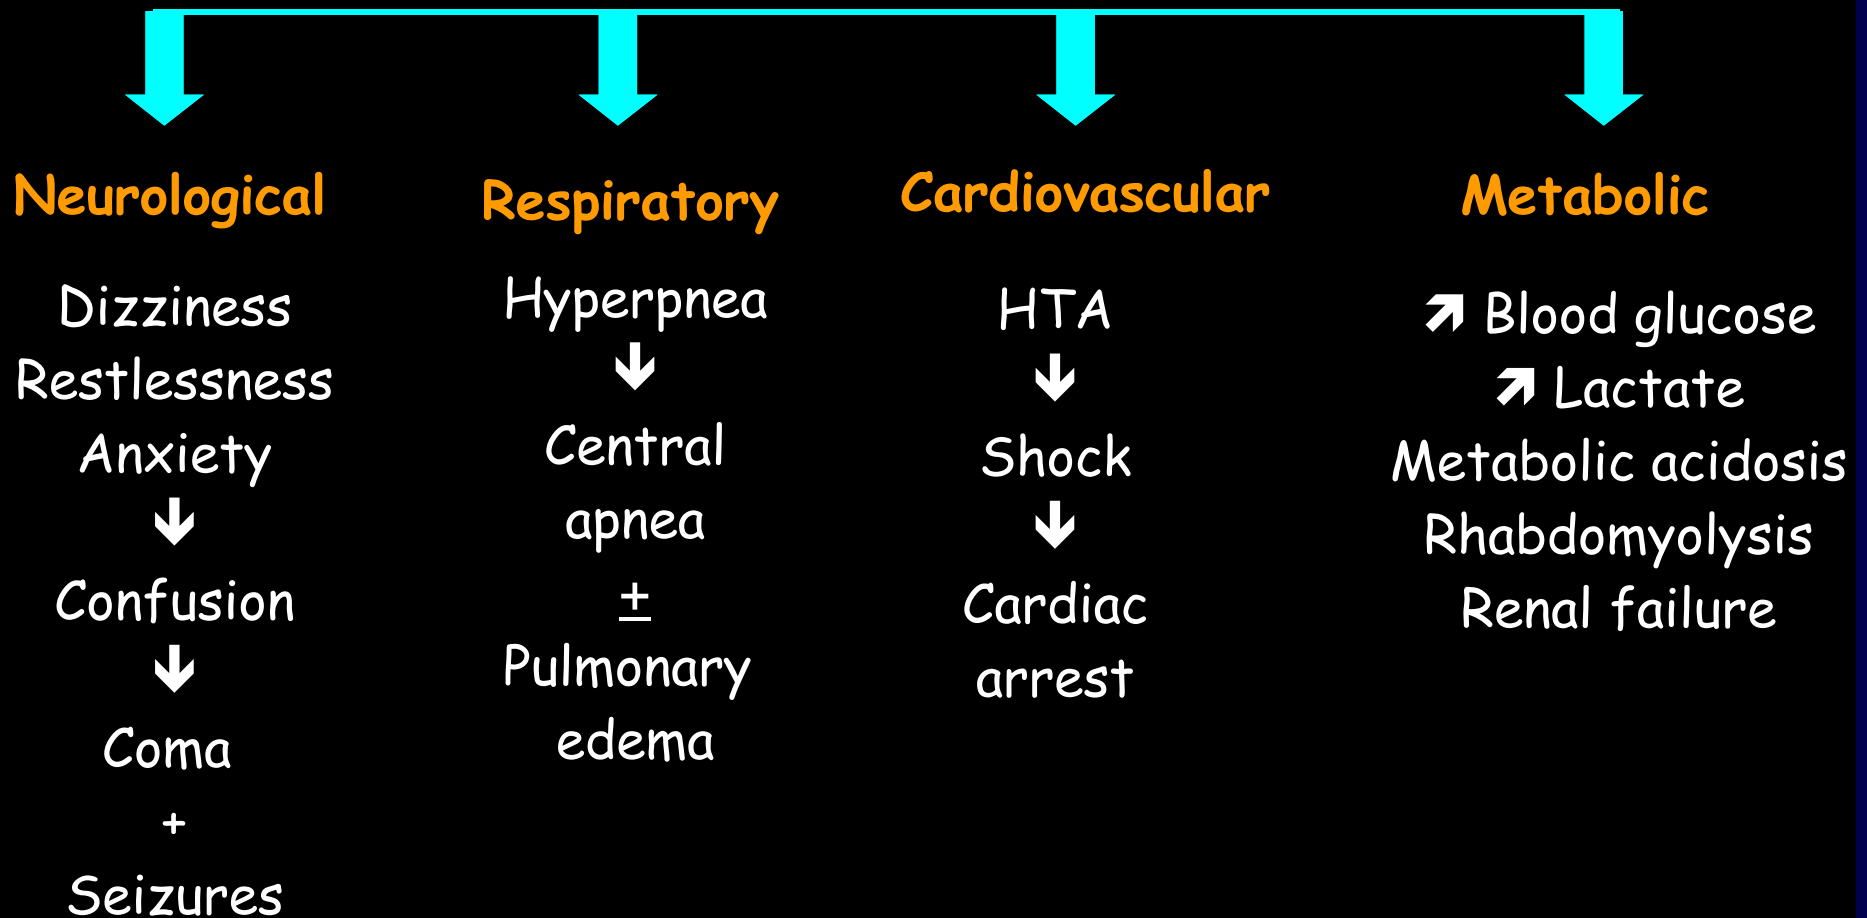 Neurological
Dizziness
Restlessness
Anxiety
🡻
Confusion
🡻
Coma
+
Seizures
Respiratory
Hyperpnea
🡻
Central
apnea
±
Pulmonary
edema
Cardiovascular
HTA
🡻
Shock
🡻
Cardiac
arrest
Metabolic
🡽 Blood glucose
🡽 Lactate
Metabolic acidosis
Rhabdomyolysis
Renal failure